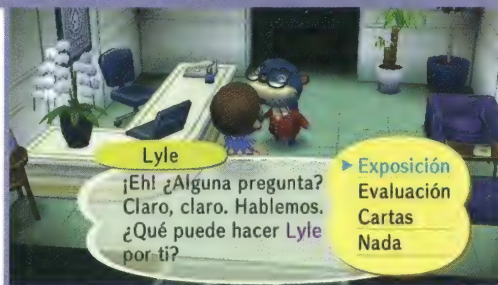 Lyle
¡Eh! ¿Alguna pregunta?
Claro, claro. Hablemos.
¿Qué puede hacer Lyle
por ti?
Exposición
Evaluación
Cartas
Nada